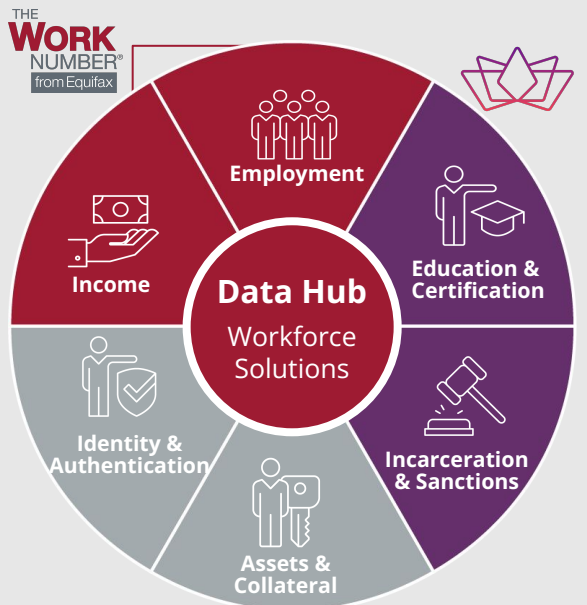 THE
WORK
NUMBER®
from Equifax
Employment
Income
Education &
Certification
Data Hub
Workforce
Solutions
Identity &
Authentication
Incarceration
& Sanctions
Assets &
Collateral